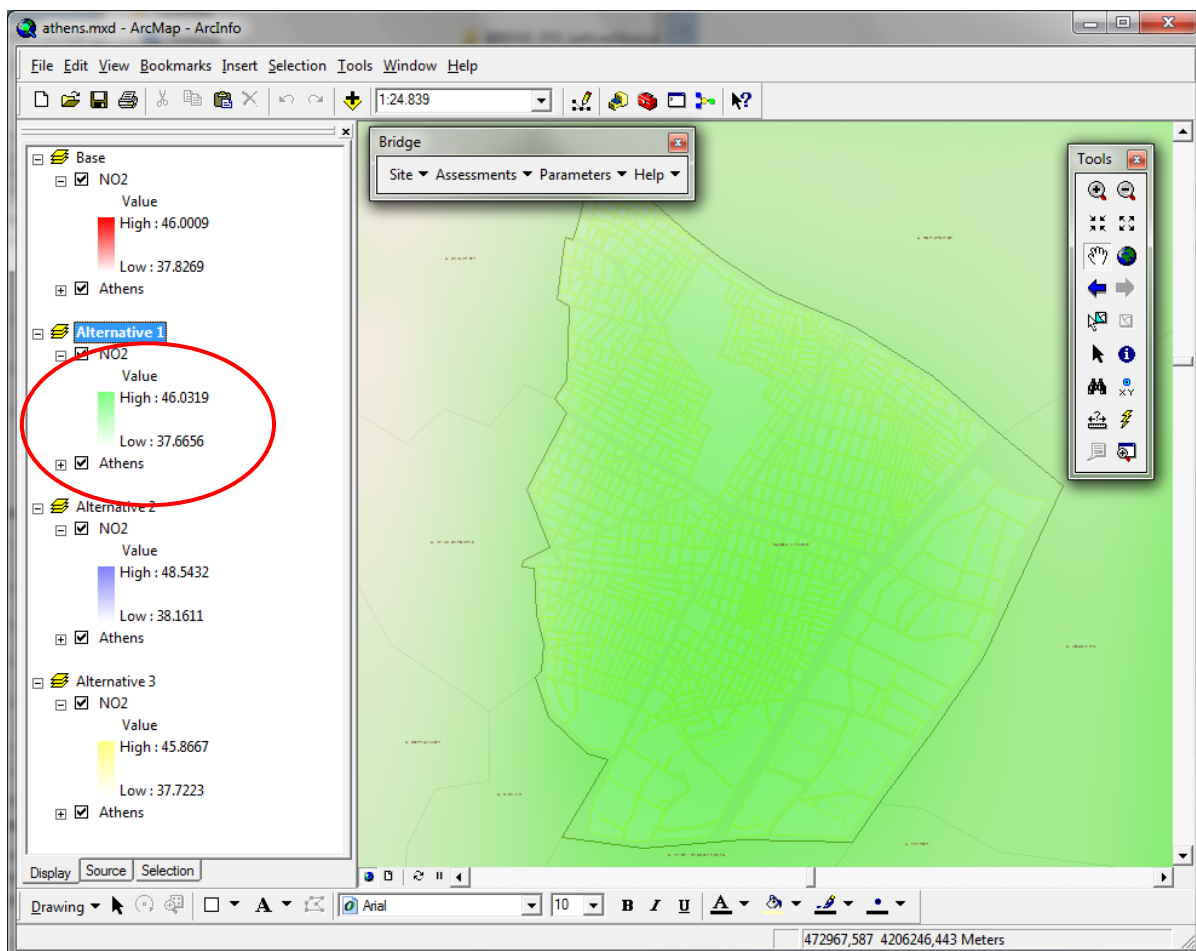 athens.mxd - ArcMap - ArcInfo
File Edit View Bookmarks Insert Selection Tools Window Help
1:24.839
Base
NO2
Value
High : 46.0009
Low : 37.8269
Athens
Alternative 1
NO2
Value
High : 46.0319
Low : 37.6656
Athens
Alternative 2
NO2
Value
High : 48.5432
Low : 38.1611
Athens
Alternative 3
NO2
Value
High : 45.8667
Low : 37.7223
Athens
Display Source Selection
Bridge
Site Assessments Parameters Help
Tools
XY
Drawing A Arial 10 B I U A
472967,587 4206246,443 Meters